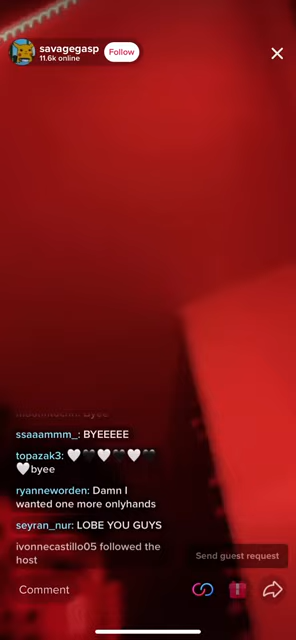 savagegasp
11.6k online
Follow
ssaaammm_: BYEEEEE
topazak3: 🤍🖤🤍🖤🤍🖤
🤍byee
ryanneworden: Damn I
wanted one more onlyhands
seyran_nur: LOBE YOU GUYS
ivonnecastillo05 followed the
host
Send guest request
Comment